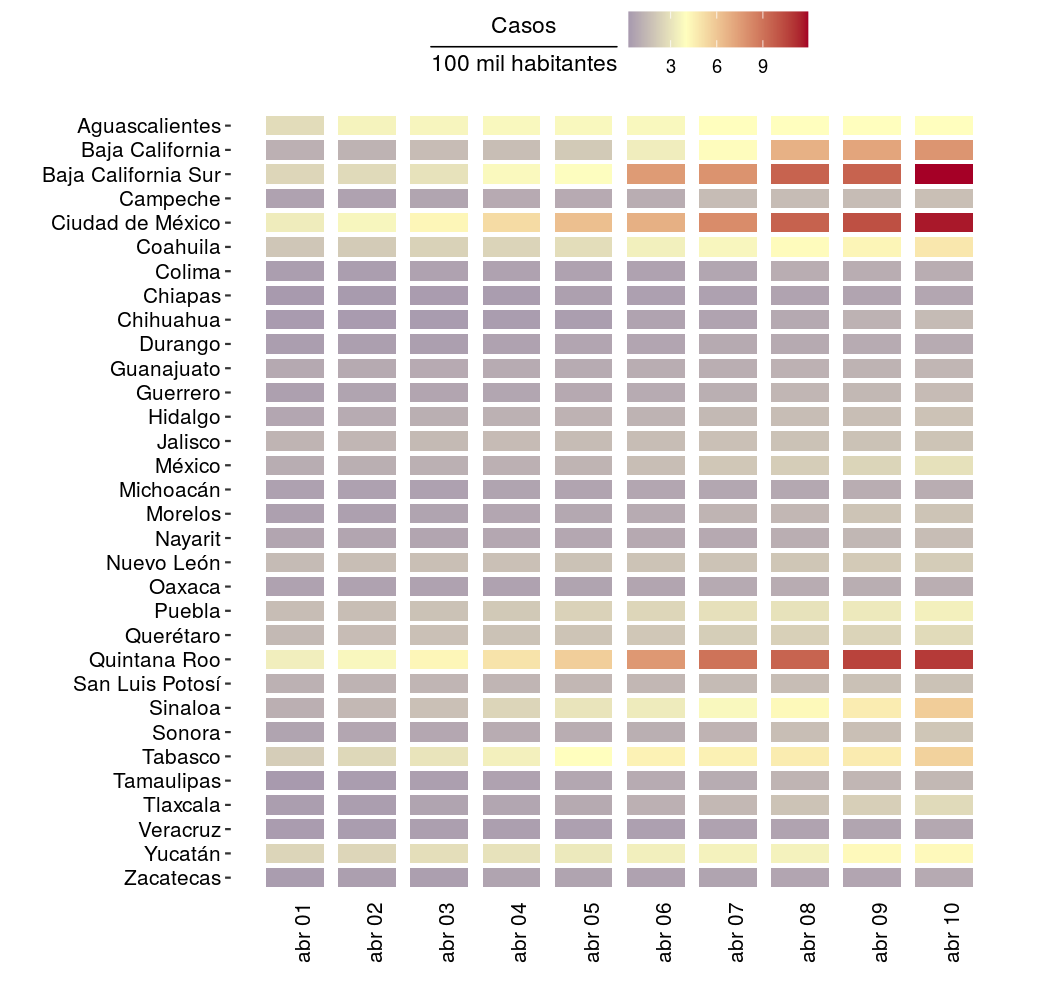 Casos
100 mil habitantes
3 6 9
Aguascalientes
Baja California
Baja California Sur
Campeche
Ciudad de México
Coahuila
Colima
Chiapas
Chihuahua
Durango
Guanajuato
Guerrero
Hidalgo
Jalisco
México
Michoacán
Morelos
Nayarit
Nuevo León
Oaxaca
Puebla
Querétaro
Quintana Roo
San Luis Potosí
Sinaloa
Sonora
Tabasco
Tamaulipas
Tlaxcala
Veracruz
Yucatán
Zacatecas
abr 01
abr 02
abr 03
abr 04
abr 05
abr 06
abr 07
abr 08
abr 09
abr 10